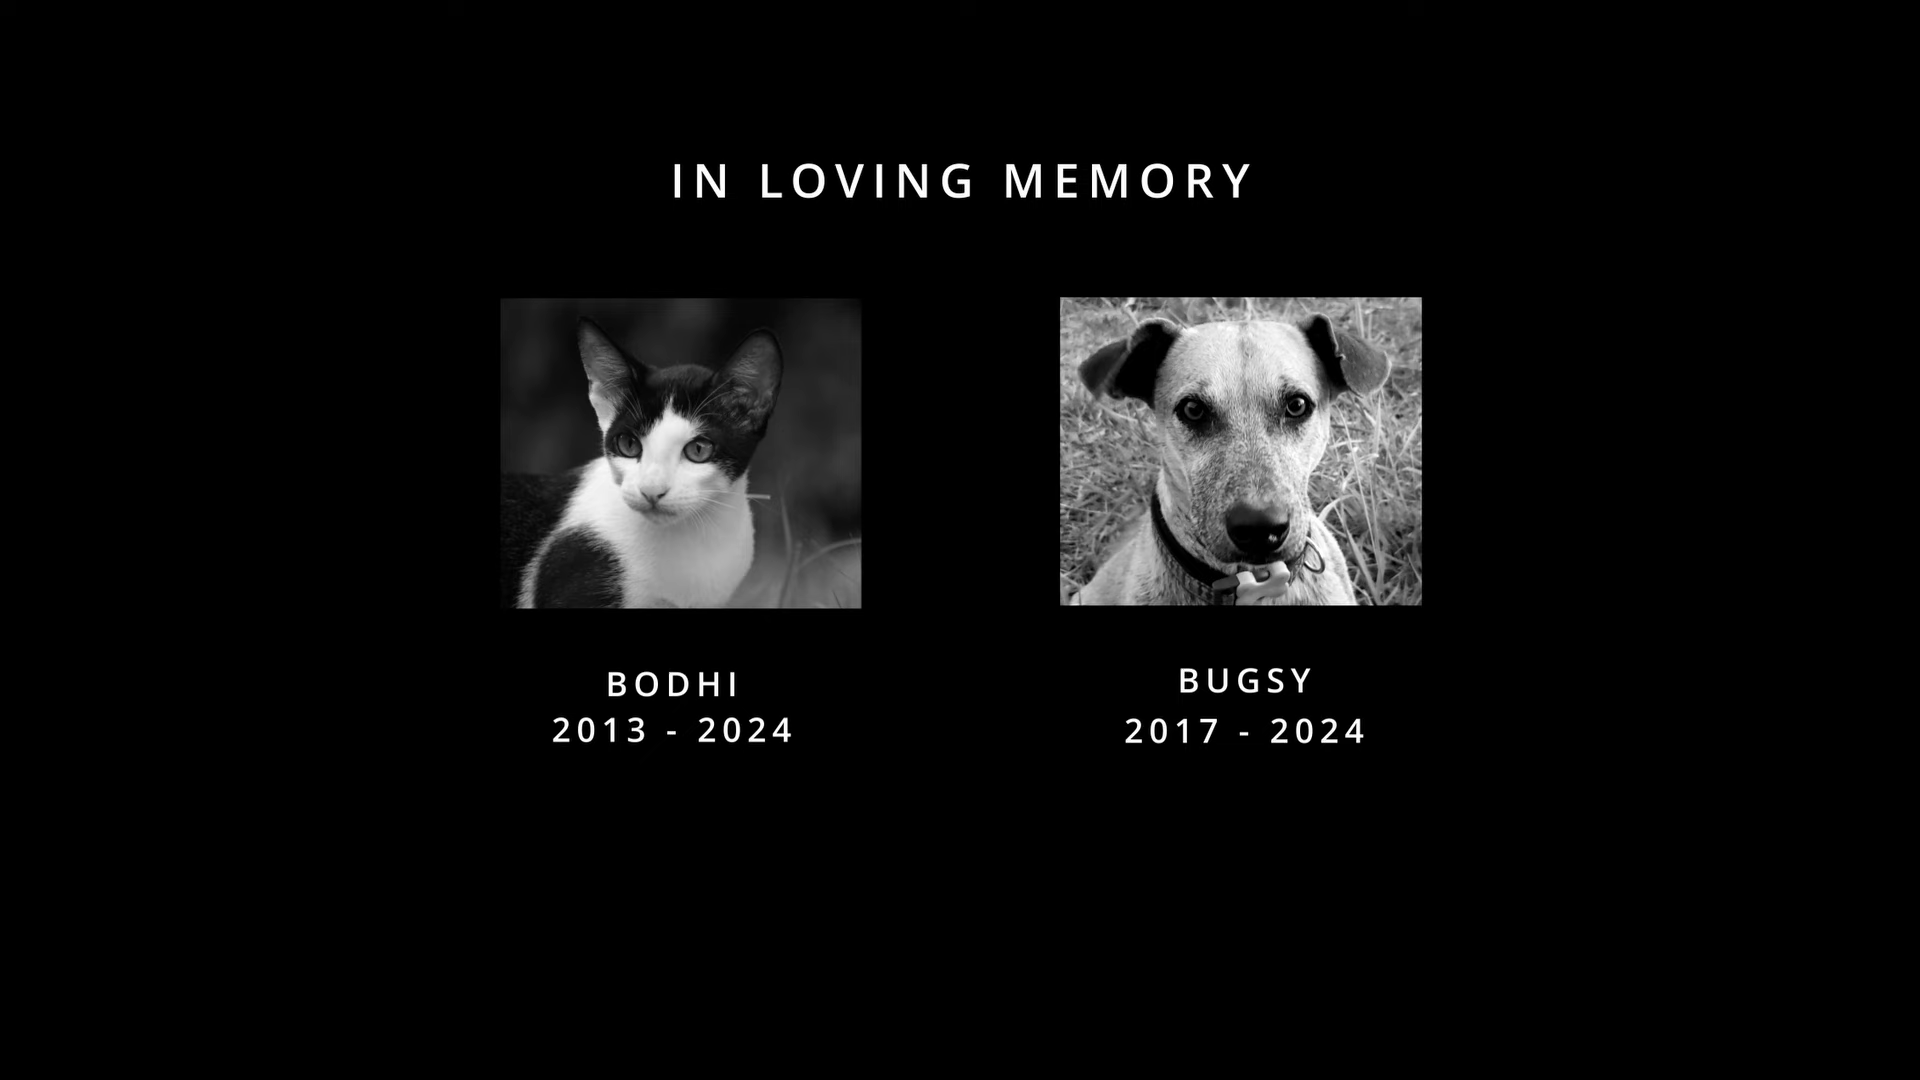 IN LOVING MEMORY
BODHI
2013 - 2024
BUGSY
2017 - 2024